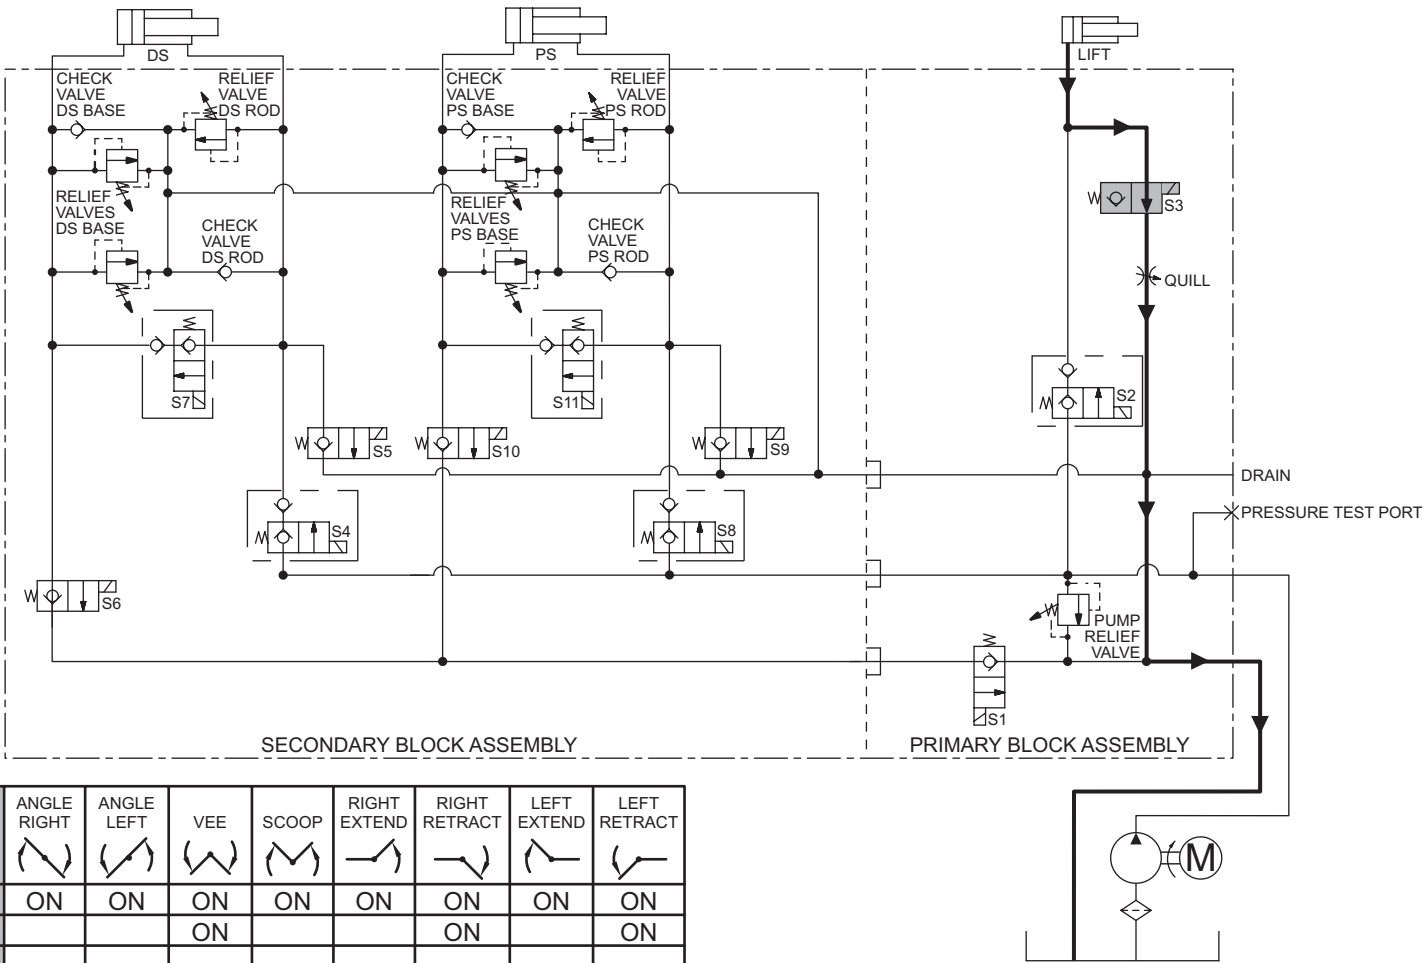 DS
PS
LIFT
CHECK
VALVE
DS BASE
RELIEF
VALVE
DS ROD
CHECK
VALVE
PS BASE
RELIEF
VALVE
PS ROD
RELIEF
VALVES
DS BASE
CHECK
VALVE
DS ROD
RELIEF
VALVES
PS BASE
CHECK
VALVE
PS ROD
S3
QUILL
S7
S11
S2
S5
S10
S9
DRAIN
PRESSURE TEST PORT
S4
S8
S6
PUMP
RELIEF
VALVE
S1
SECONDARY BLOCK ASSEMBLY
PRIMARY BLOCK ASSEMBLY
M
ANGLE
RIGHT
ANGLE
LEFT
VEE
SCOOP
RIGHT
EXTEND
RIGHT
RETRACT
LEFT
EXTEND
LEFT
RETRACT
ON ON ON ON ON ON ON ON
ON ON ON